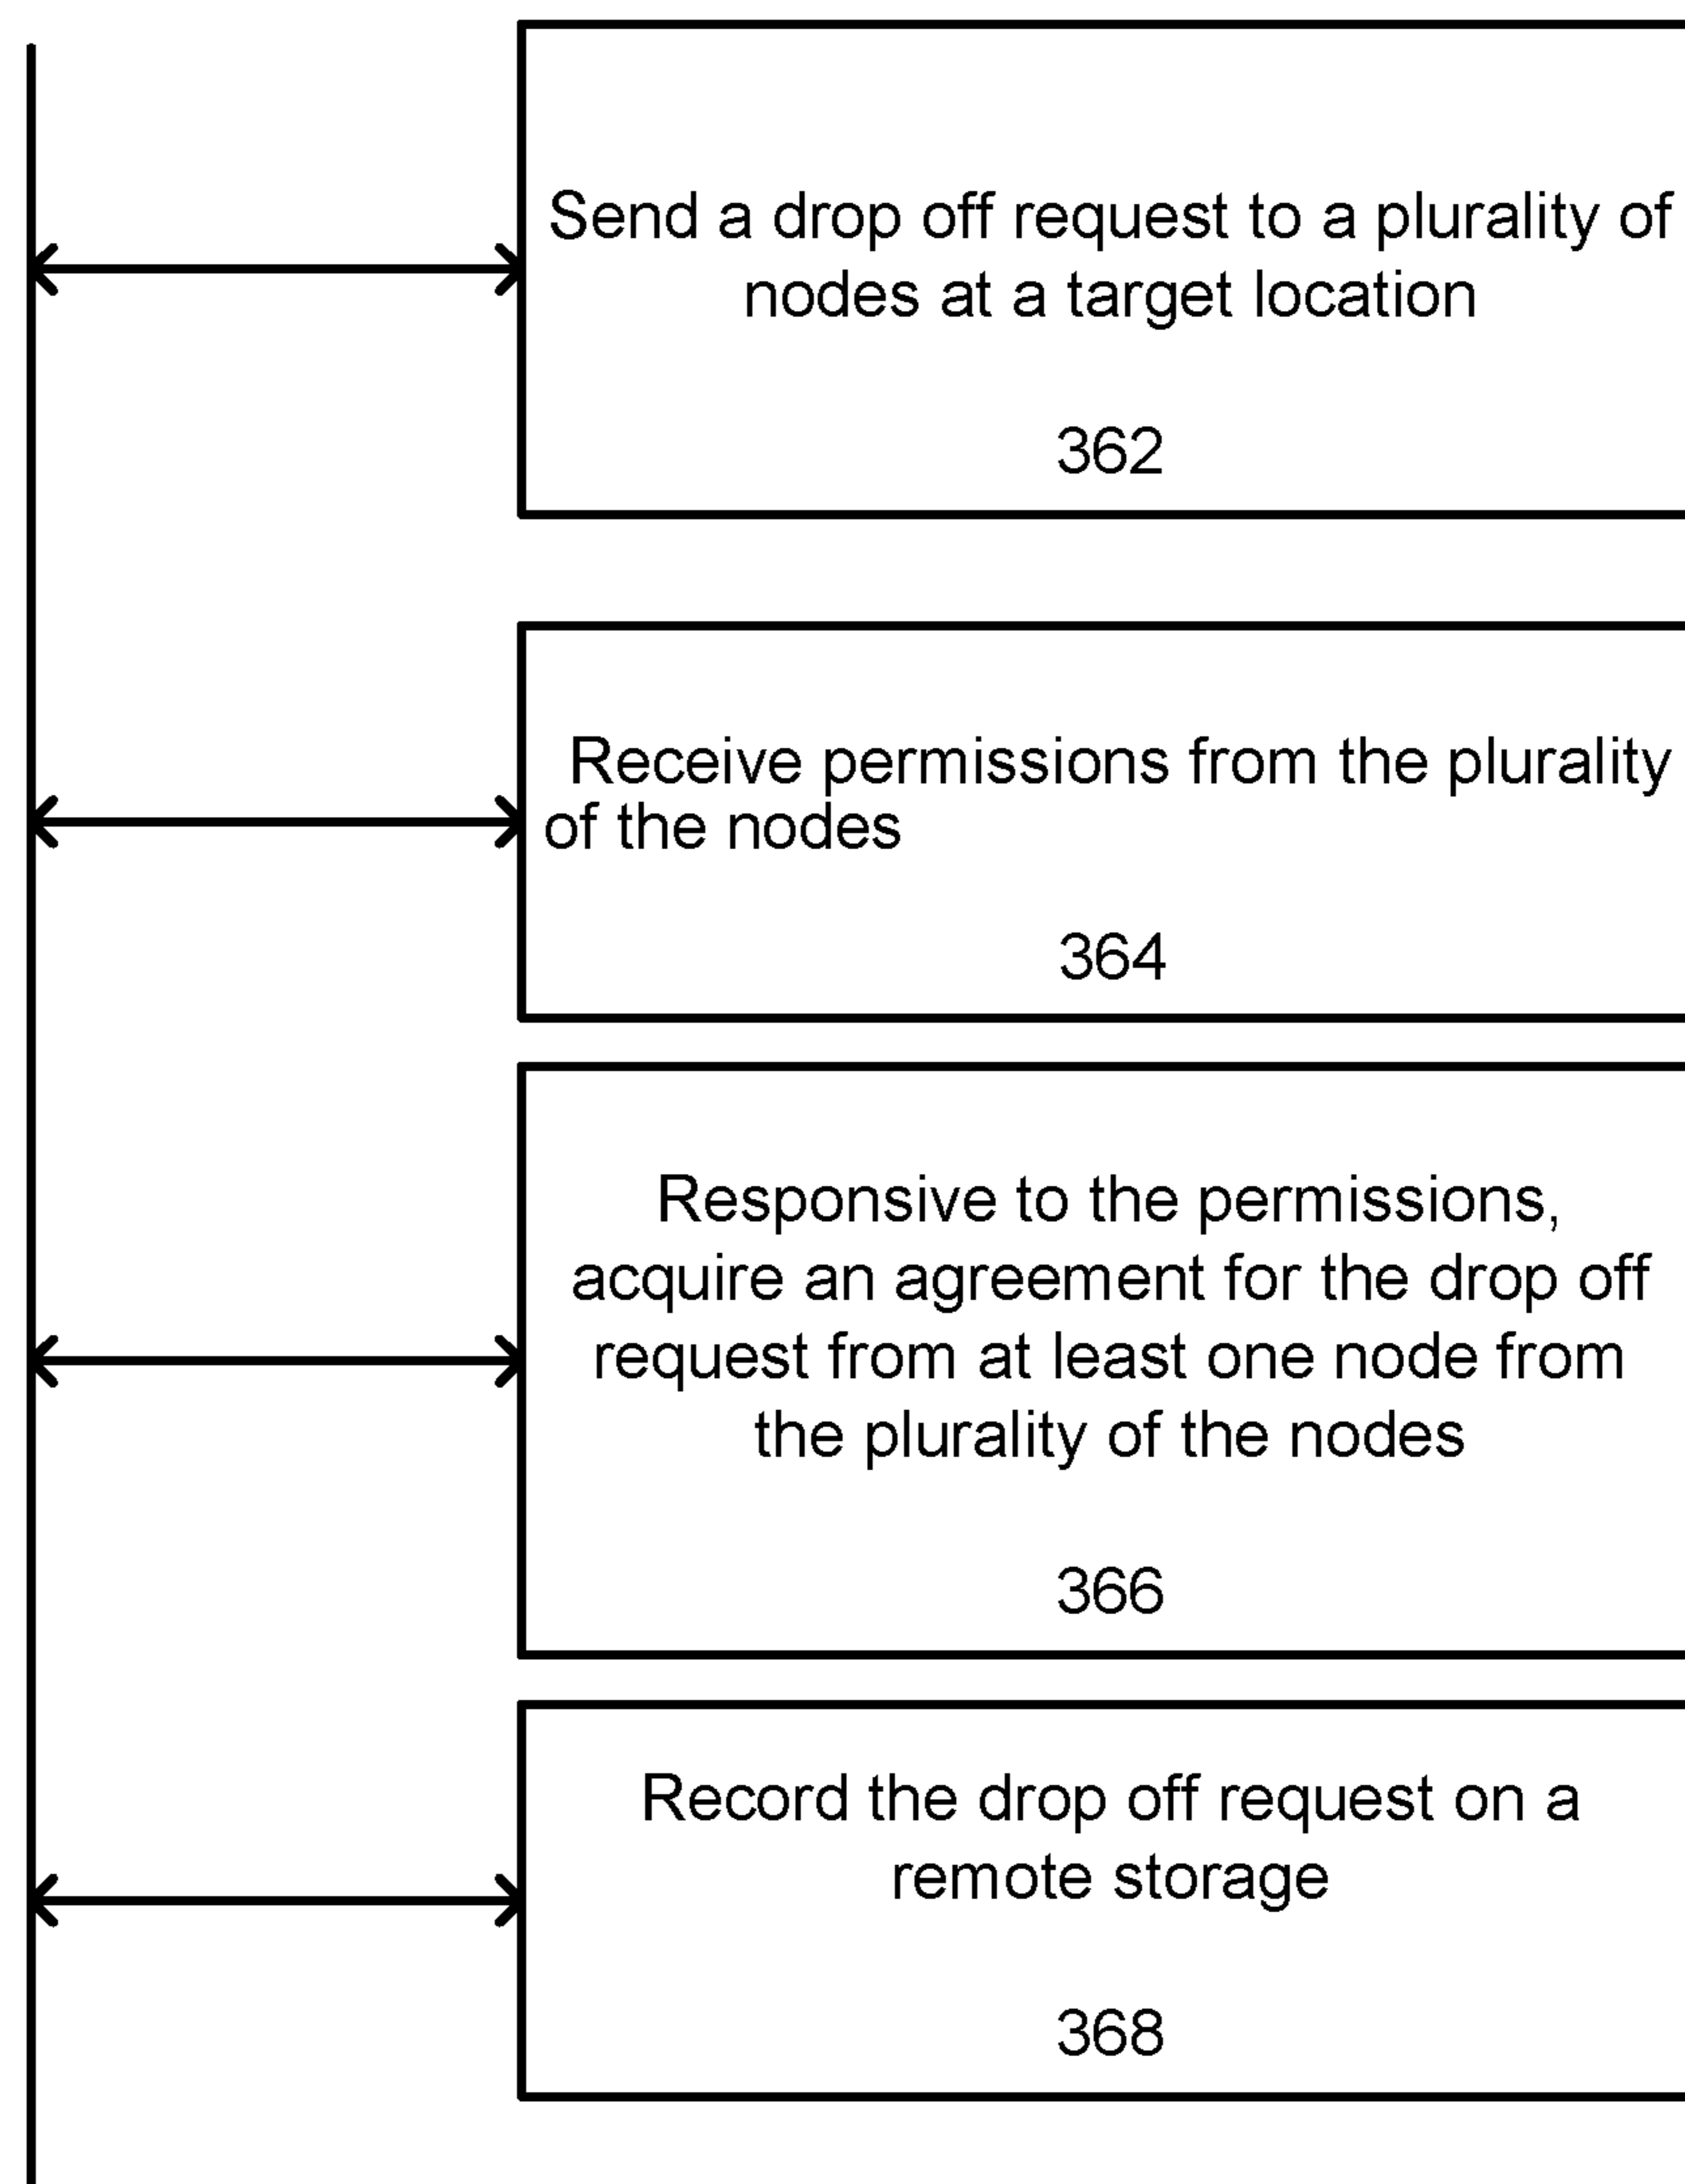 Send a drop off request to a plurality of
nodes at a target location
362
Receive permissions from the plurality
of the nodes
364
Responsive to the permissions,
acquire an agreement for the drop off
request from at least one node from
the plurality of the nodes
366
Record the drop off request on a
remote storage
368